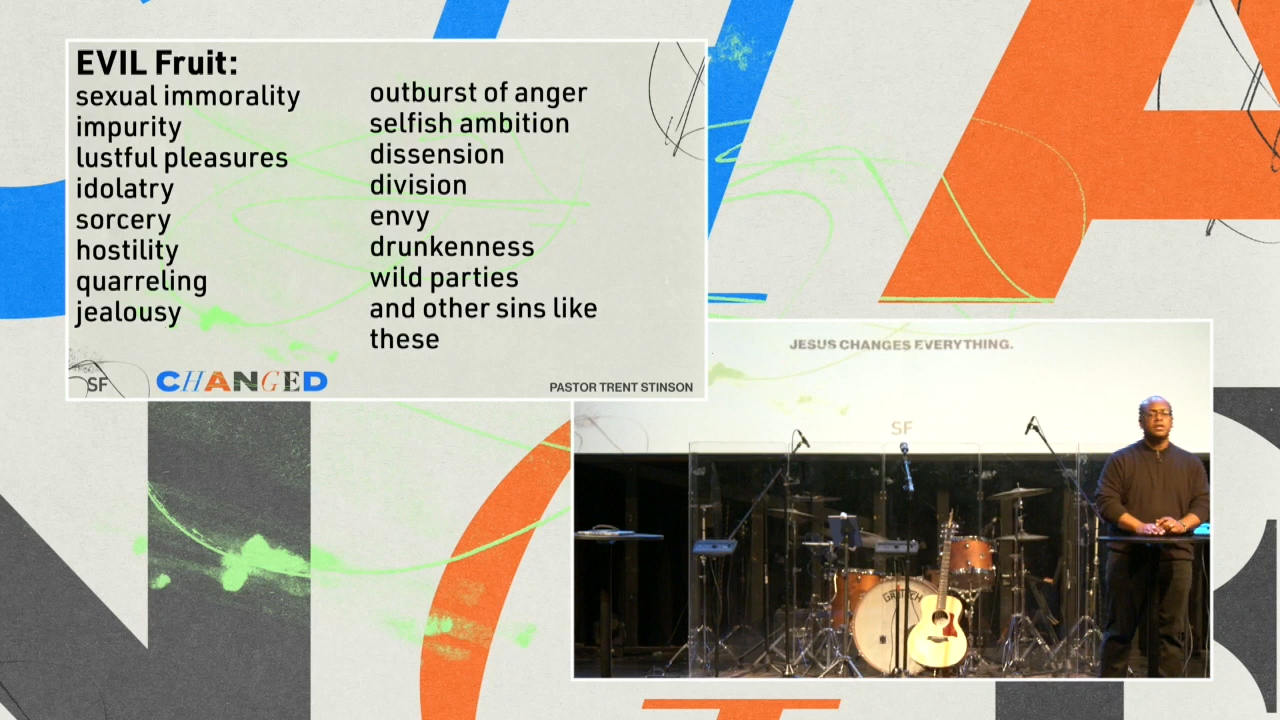 EVIL Fruit:
sexual immorality
impurity
lustful pleasures
idolatry
sorcery
hostility
quarreling
jealousy
outburst of anger
selfish ambition
dissension
division
envy
drunkenness
wild parties
and other sins like
these
SF
CHANGED
PASTOR TRENT STINSON
JESUS CHANGES EVERYTHING.
SF
GRETSCH